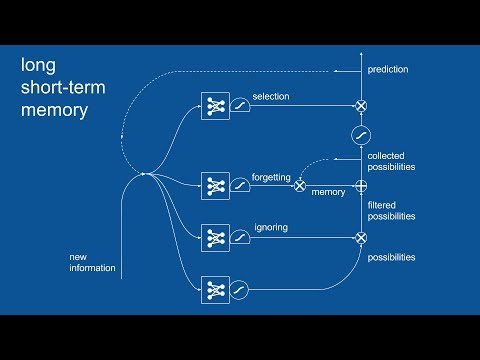 long
short-term
memory
prediction
selection
collected
possibilities
forgetting
memory
filtered
possibilities
ignoring
new
information
possibilities